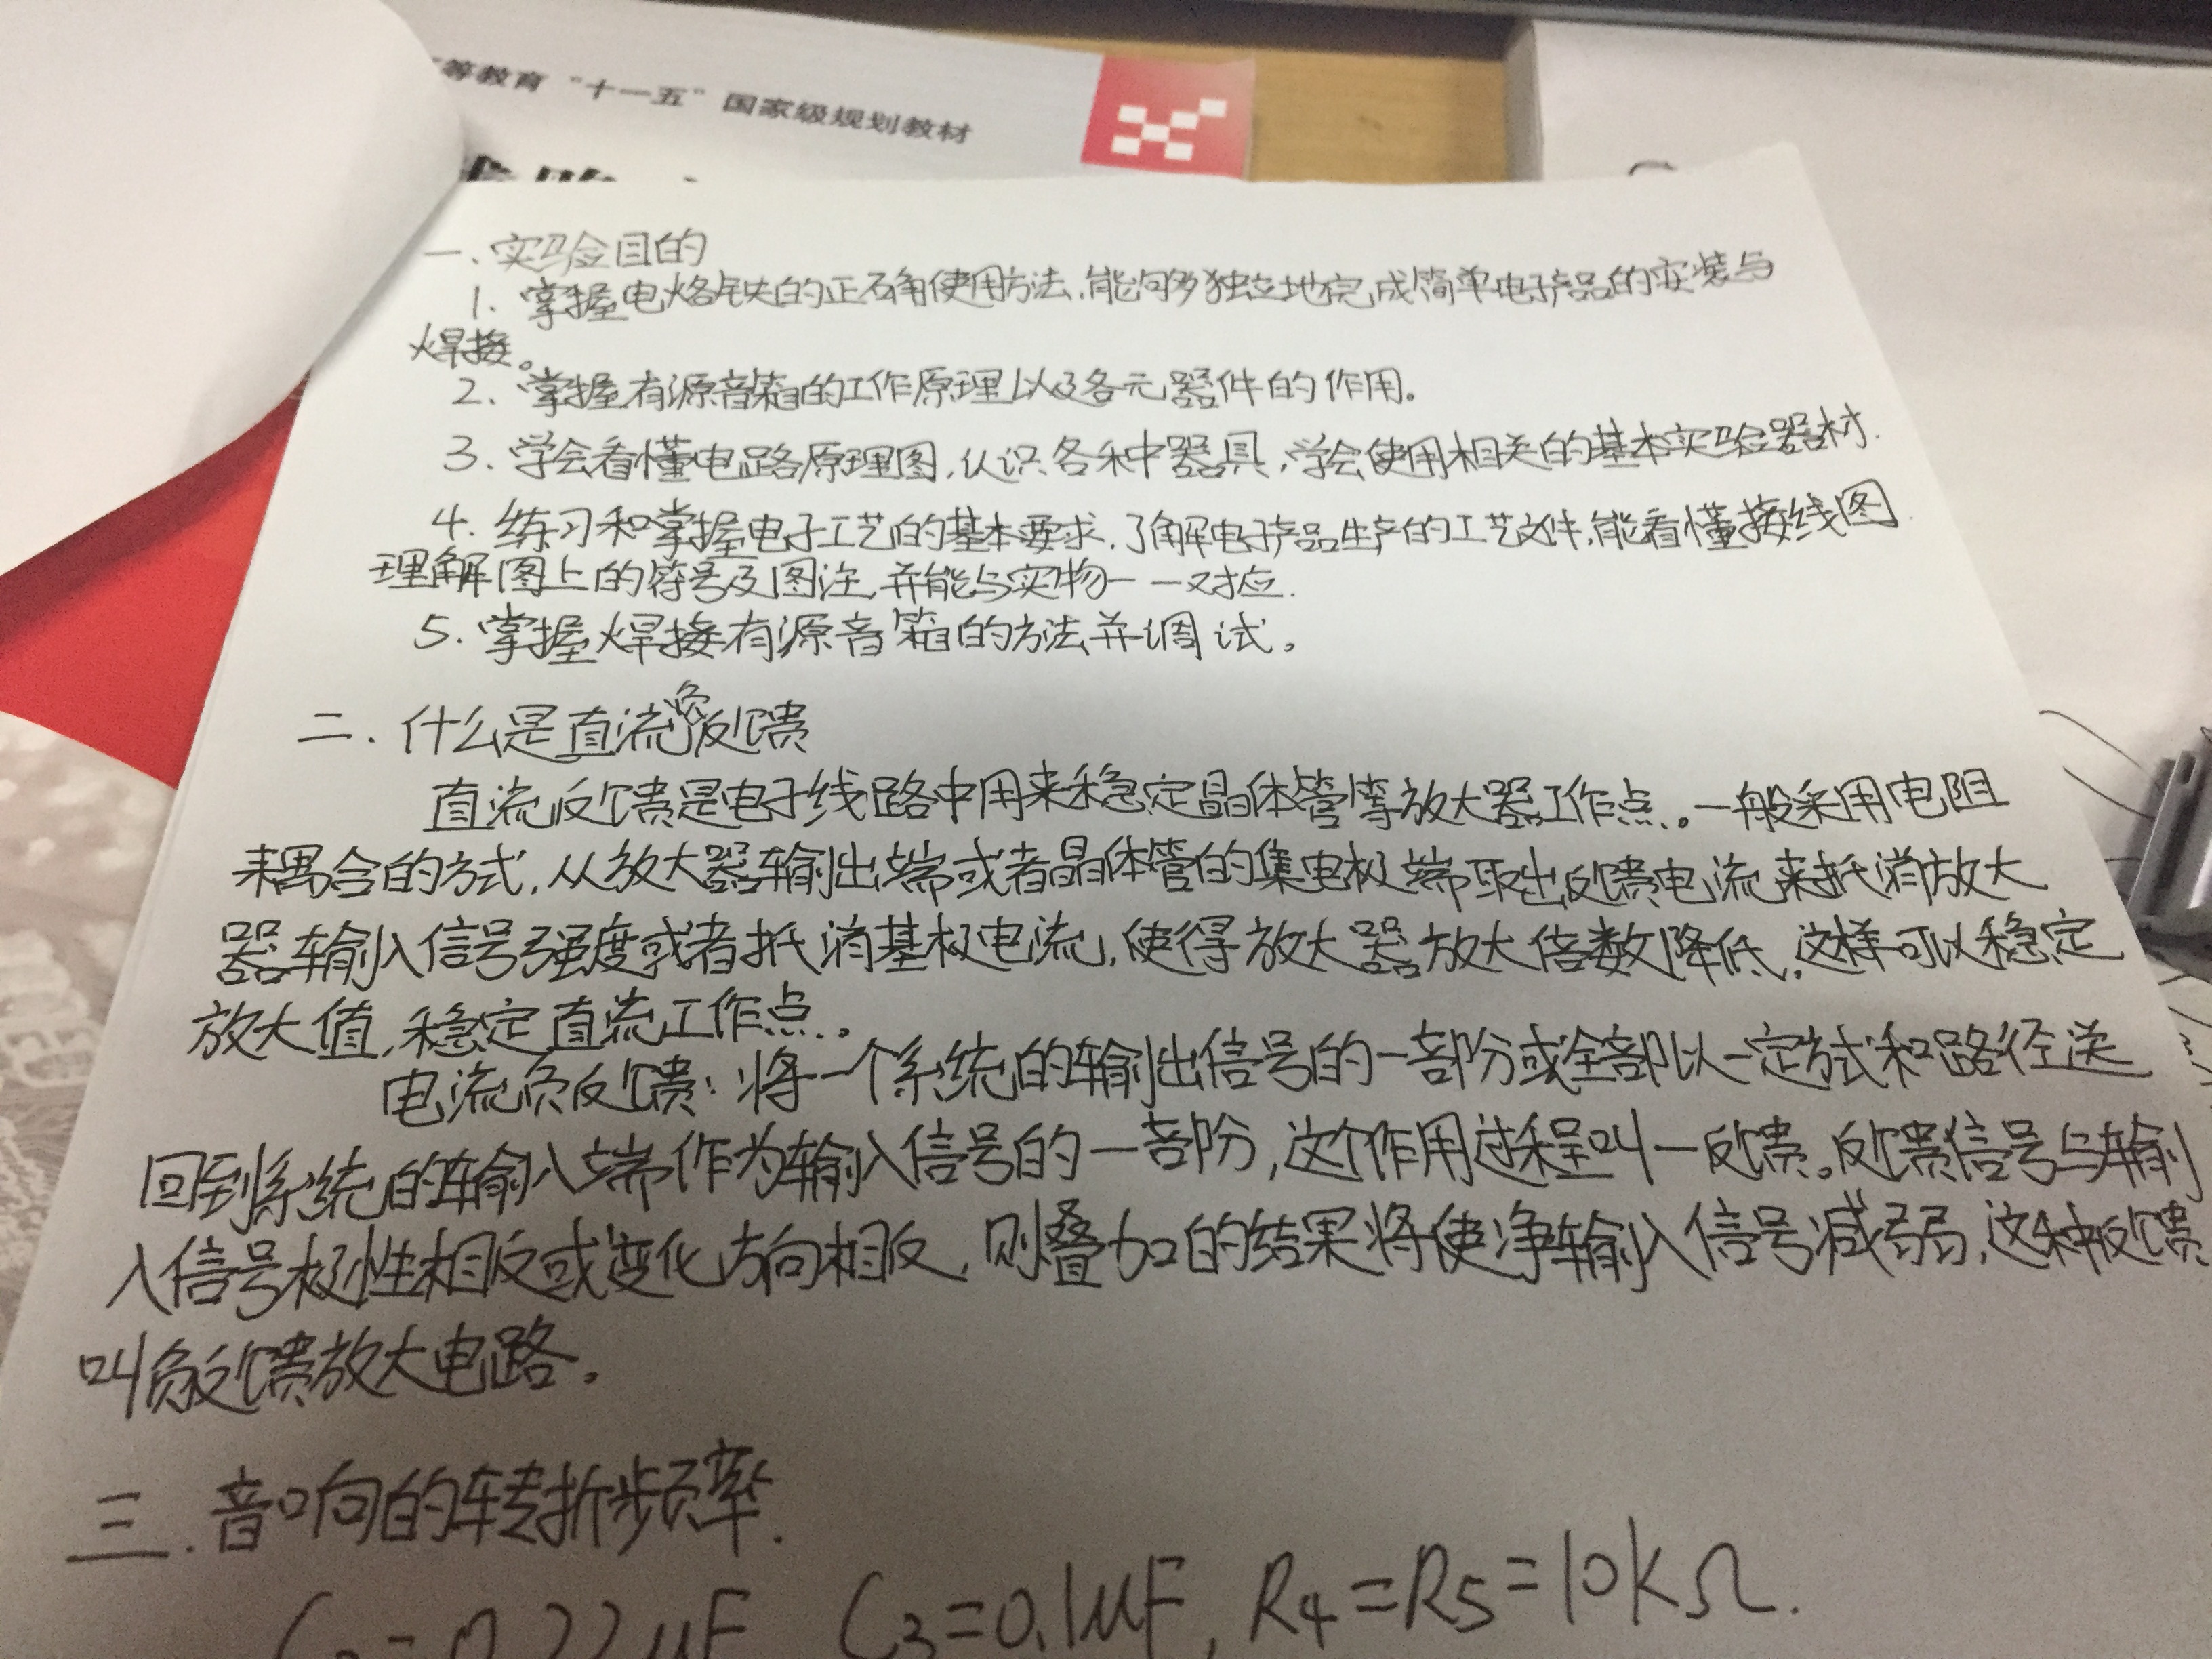 等教育“十一五”国家级规划教材
一.实验目的
1.掌握电烙铁的正确使用方法,能够独立地完成简单电子产品的安装与
焊接。
2.掌握有源音箱的工作原理以及各元器件的作用。
3.学会看懂电路原理图,认识各种器具,学会使用相关的基本实验器材.
4.练习和掌握电子工艺的基本要求,了解电子产品生产的工艺文件,能看懂接线图
理解图上的符号及图注,并能与实物一一对应.
5.掌握焊接有源音箱的方法并调试。
二.什么是直流负反馈
直流反馈是电子线路中用来稳定晶体管等放大器工作点。一般采用电阻
耦合的方式,从放大器输出端或者晶体管的集电极端取出反馈电流来抵消放大
器输入信号强度或者抵消基极电流,使得放大器放大倍数降低,这样可以稳定
放大值,稳定直流工作点。
电流负反馈:将一个系统的输出信号的一部份或全部以一定方式和路径送
回到系统的输入端作为输入信号的一部份,这个作用过程叫一反馈。反馈信号与输
入信号极性相反或变化方向相反,则叠加的结果将使净输入信号减弱,这种反馈
叫负反馈放大电路。
三.音响的转折频率.
C₃=0.1μF,R₄=R₅=10kΩ.